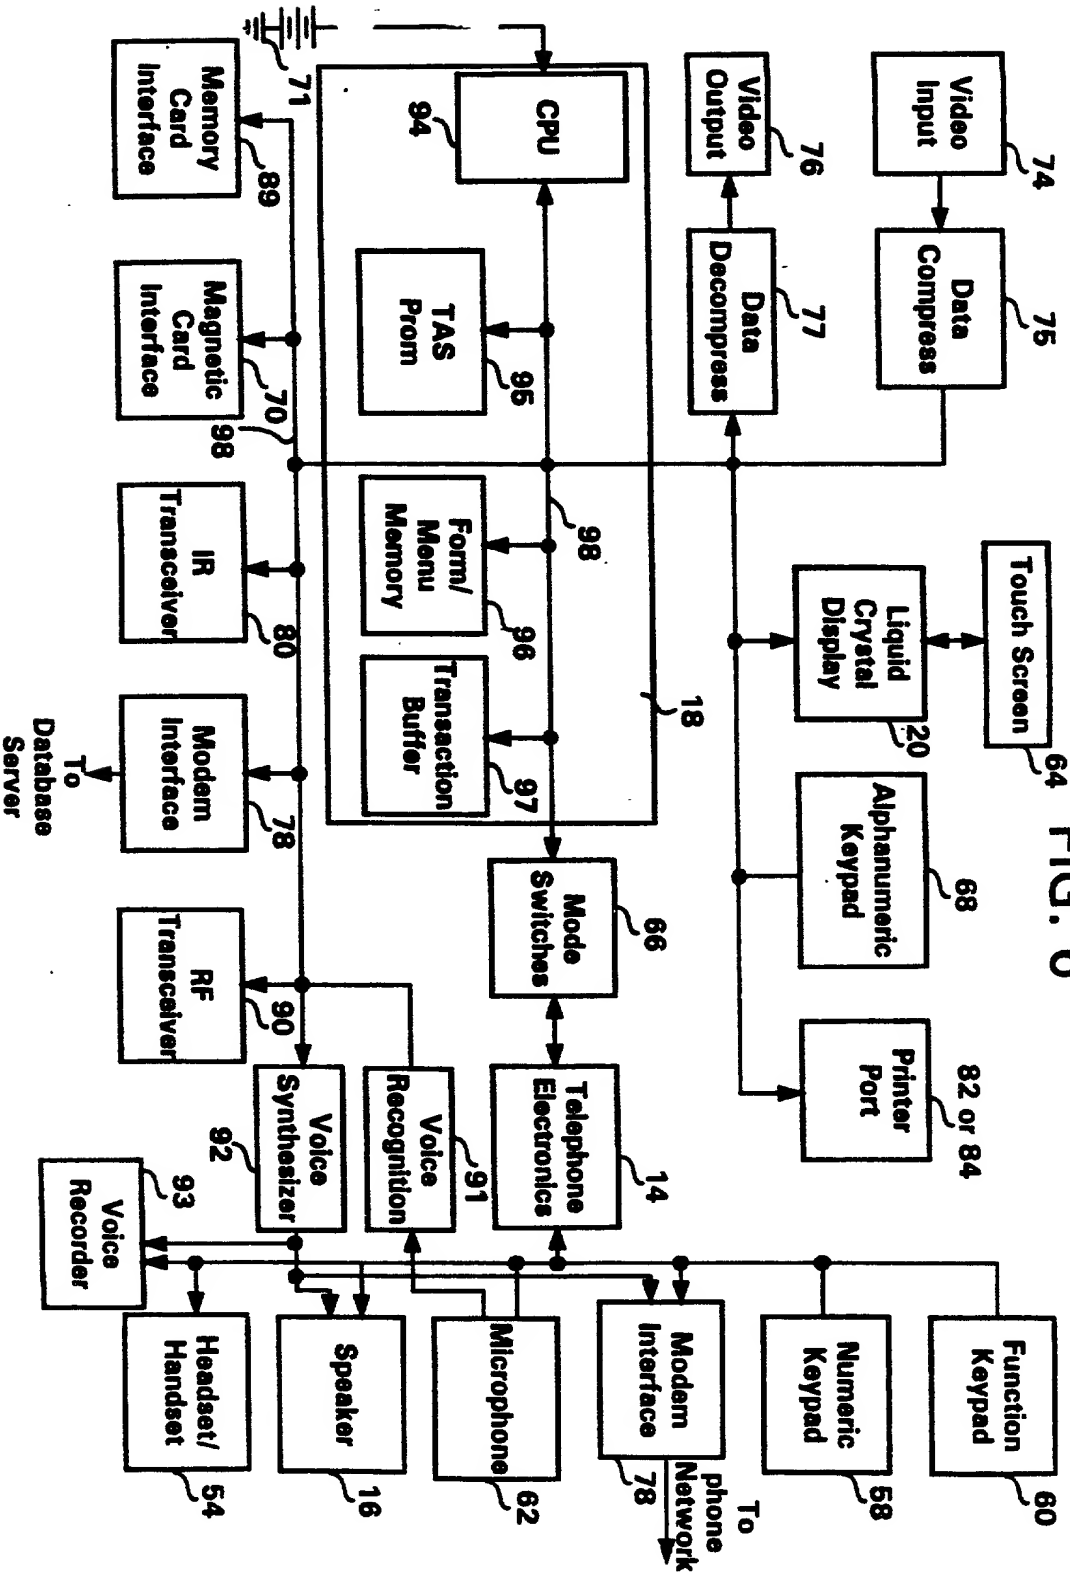 FIG.
74
Video
Input
75
Data
Compress
76
Video
Output
77
Data
Decompress
Touch Screen
64
Liquid
Crystal
Display
20
68
Alphanumeric
Keypad
82 or 84
Printer
Port
Function
Keypad
60
Numeric
Keypad
58
To
phone
Network
Modem
Interface
78
18
CPU
94
TAS
Prom
95
98
Form/
Menu
Memory
96
Transaction
Buffer
97
66
Mode
Switches
14
Telephone
Electronics
Microphone
62
91
Voice
Recognition
Speaker
16
71
Memory
Card
Interface
89
Magnetic
Card
Interface
70
98
IR
Transceiver
80
Modem
Interface
78
To
Database
Server
RF
Transceiver
90
Voice
Synthesizer
92
93
Voice
Recorder
Headset/
Handset
54